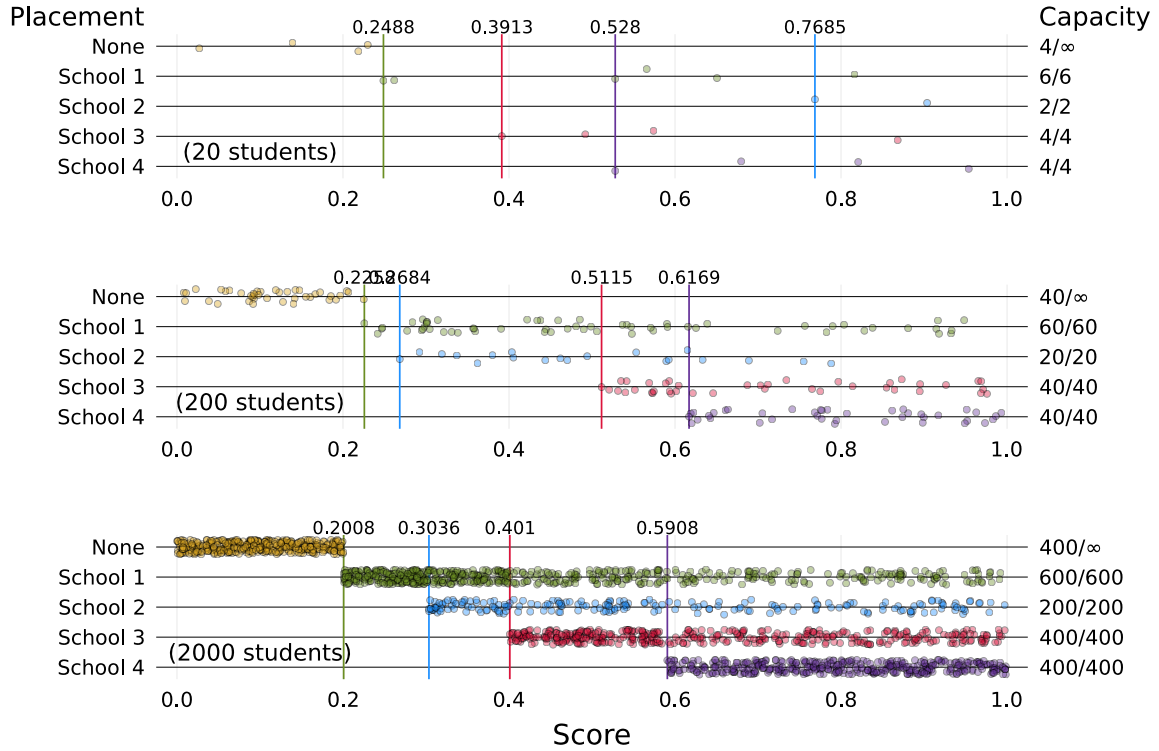 Placement Capacity
0.2488 0.3913 0.528 0.7685
None 4/∞
School 1 6/6
School 2 2/2
School 3 4/4
(20 students)
School 4 4/4
0.0 0.2 0.4 0.6 0.8 1.0
0.2684 0.5115 0.6169
None 40/∞
School 1 60/60
School 2 20/20
School 3 40/40
(200 students)
School 4 40/40
0.0 0.2 0.4 0.6 0.8 1.0
0.2008 0.3036 0.401 0.5908
None 400/∞
School 1 600/600
School 2 200/200
School 3 400/400
(2000 students)
School 4 400/400
0.0 0.2 0.4 0.6 0.8 1.0
Score